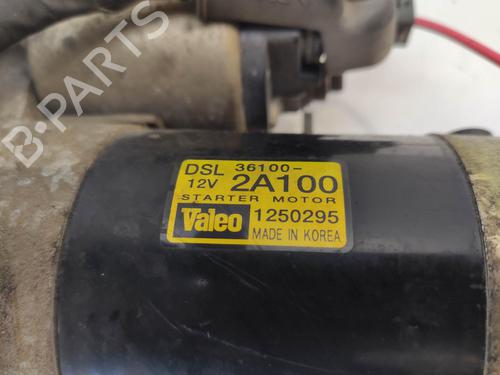 B-PARTS
DSL 36100-
12V 2A100
STARTER MOTOR
Valeo 1250295
MADE IN KOREA